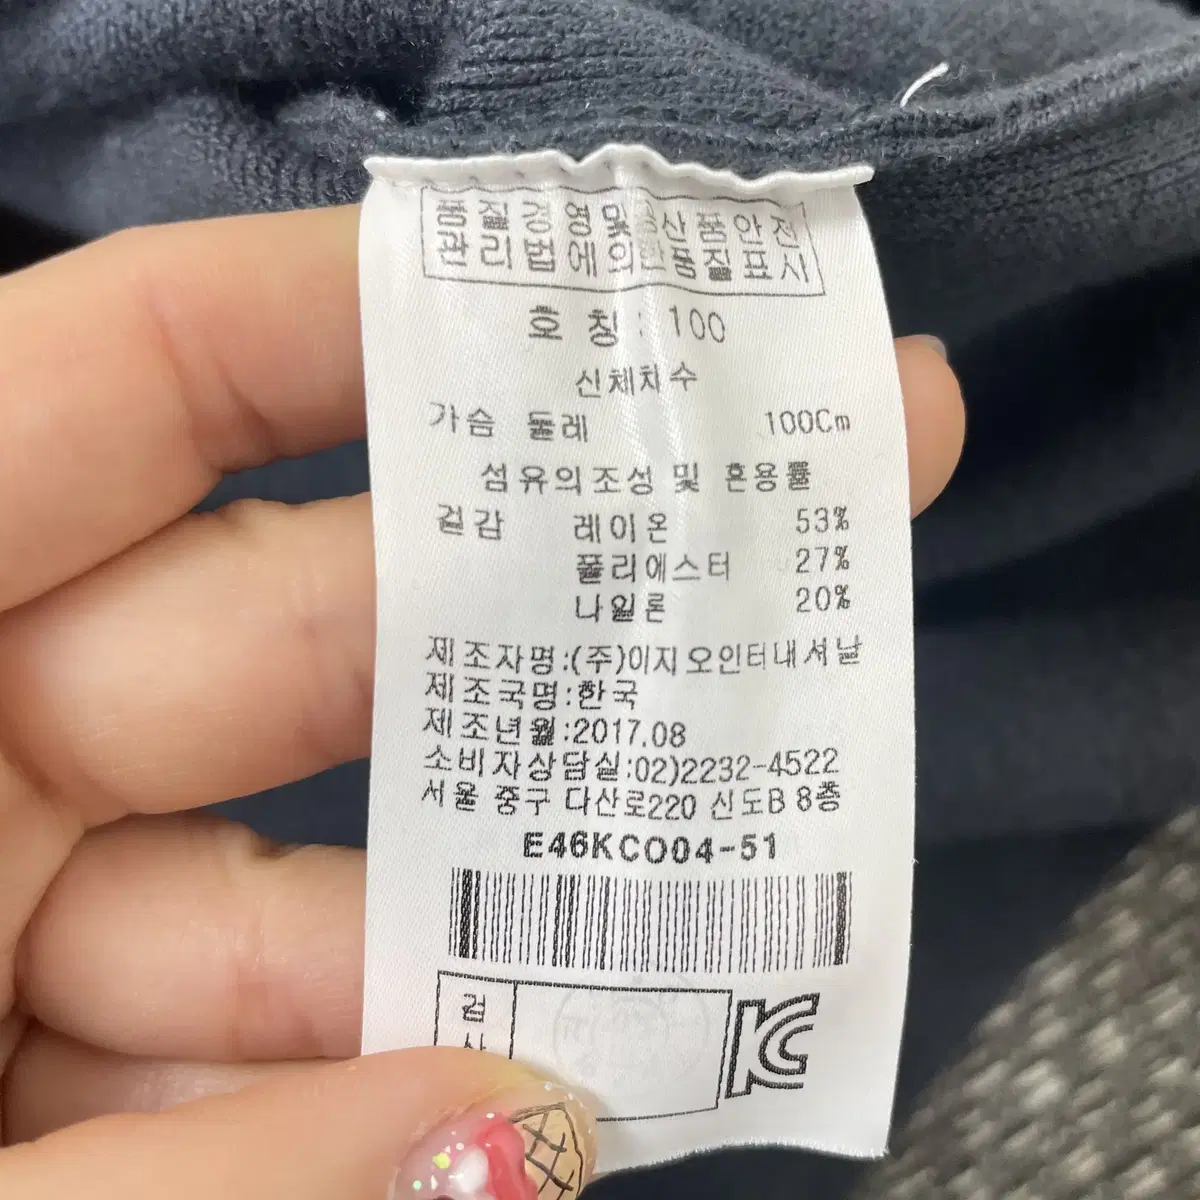 품질경영및공산품안전
관리법에의한품질표시
호 칭 : 100
신체치수
가슴 둘레 100Cm
섬유의조성 및 혼용률
겉감 레이온 53%
폴리에스터 27%
나일론 20%
제조자명:(주)이지오인터내셔날
제조국명:한국
제조년월:2017.08
소비자상담실:02)2232-4522
서울 중구 다산로220 신도B 8층
E46KCO04-51
검
KC